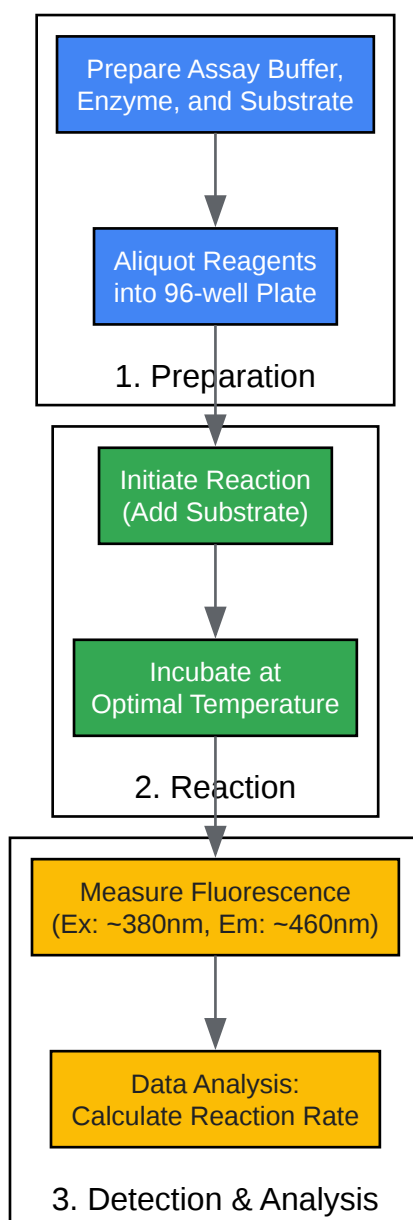 Prepare Assay Buffer,
Enzyme, and Substrate
Aliquot Reagents
into 96-well Plate
1. Preparation
Initiate Reaction
(Add Substrate)
Incubate at
Optimal Temperature
2. Reaction
Measure Fluorescence
(Ex: ~380nm, Em: ~460nm)
Data Analysis:
Calculate Reaction Rate
3. Detection & Analysis